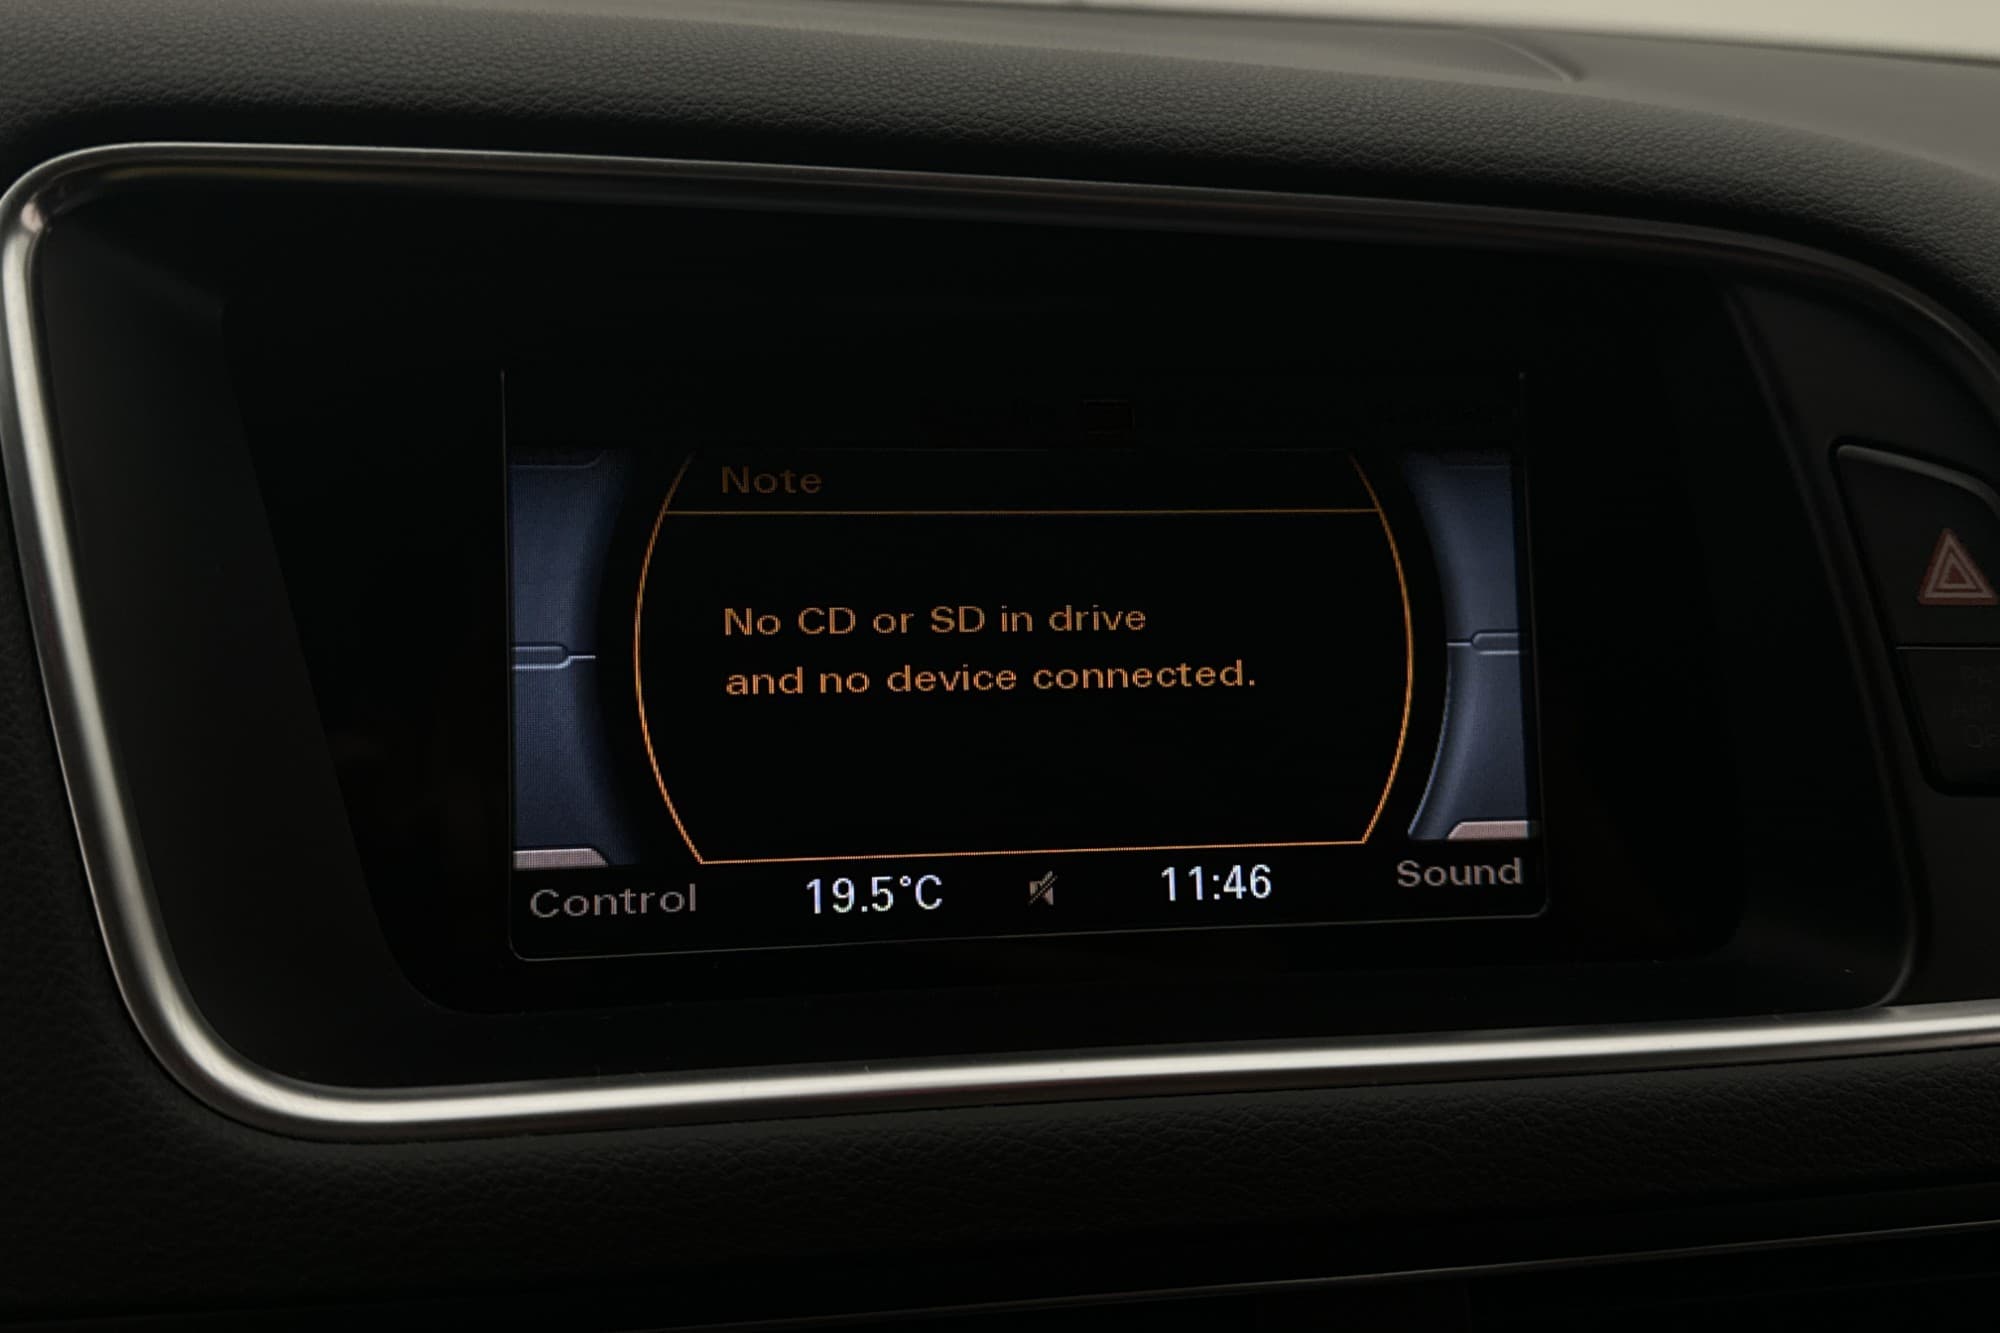 Note
No CD or SD in drive
and no device connected.
Control
19.5°C
11:46
Sound